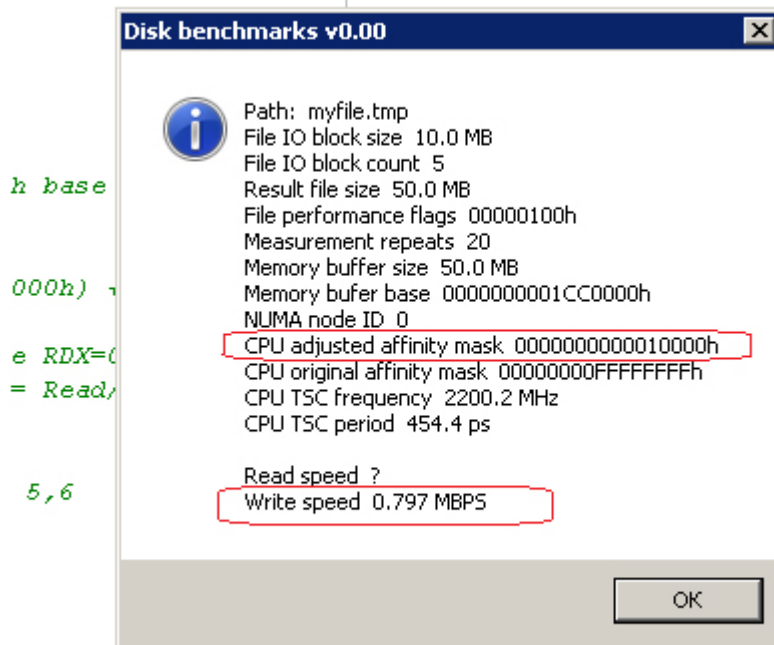 Disk benchmarks v0.00
Path: myfile.tmp
File IO block size 10.0 MB
File IO block count 5
h base
Result file size 50.0 MB
File performance flags 00000100h
Measurement repeats 20
Memory buffer size 50.0 MB
000h)
Memory bufer base 0000000001CC0000h
NUMA node ID 0
CPU adjusted affinity mask 0000000000010000h
e RDX=
CPU original affinity mask 00000000FFFFFFFFh
= Read/
CPU TSC frequency 2200.2 MHz
CPU TSC period 454.4 ps
Read speed ?
5,6
Write speed 0.797 MBPS
OK